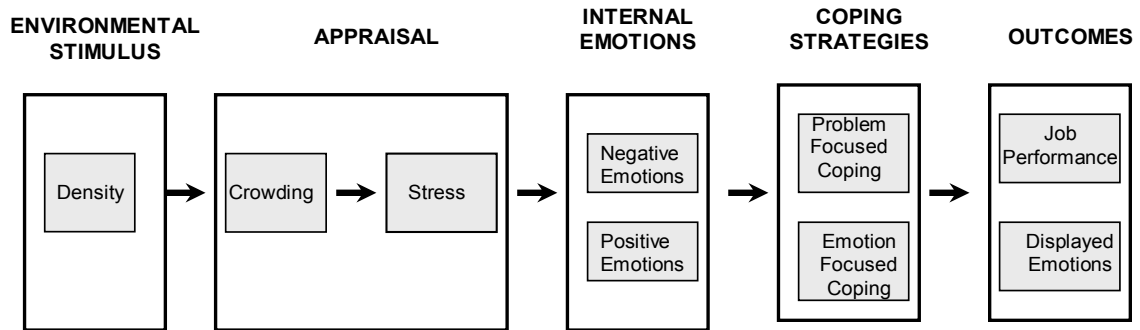 ENVIRONMENTAL
STIMULUS
APPRAISAL
INTERNAL
EMOTIONS
COPING
STRATEGIES
OUTCOMES
Density
Crowding
Stress
Negative
Emotions
Positive
Emotions
Problem
Focused
Coping
Emotion
Focused
Coping
Job
Performance
Displayed
Emotions